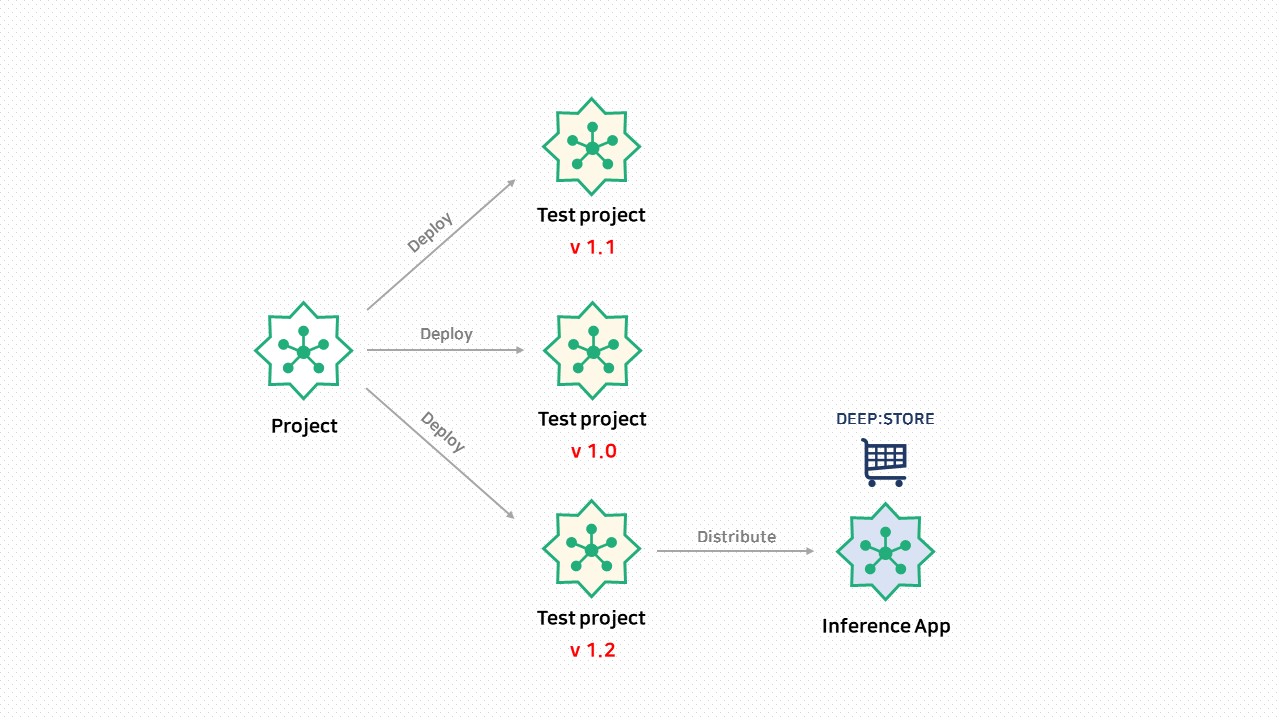 Deploy
Test project
v 1.1
Project
Deploy
Test project
v 1.0
Deploy
Test project
v 1.2
Distribute
DEEP:STORE
Inference App